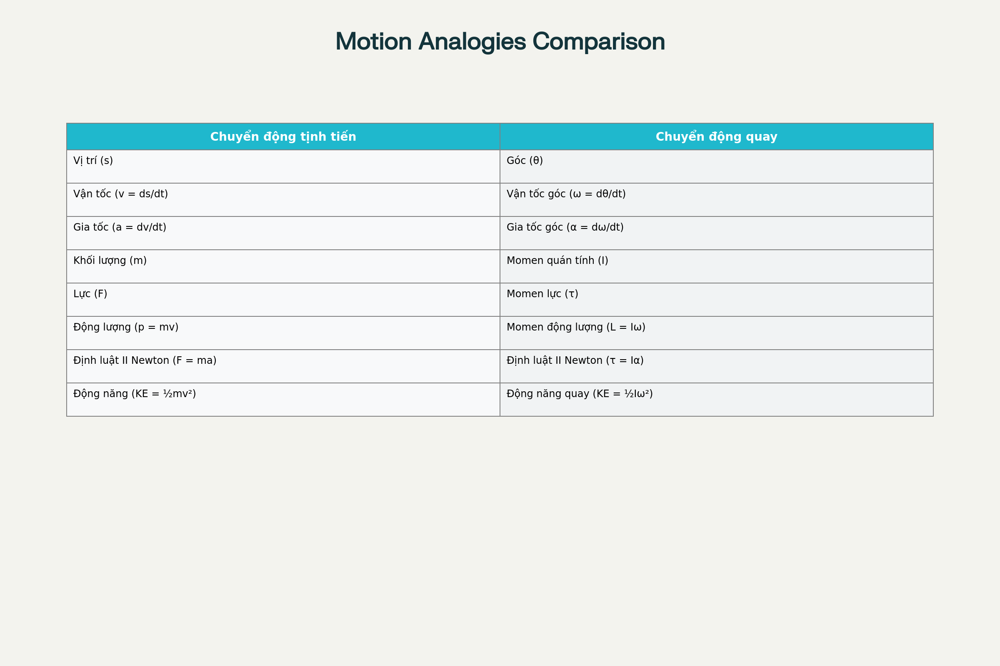 Motion Analogies Comparison
Chuyển động tịnh tiến
Chuyển động quay
Vị trí (s)
Góc (θ)
Vận tốc (v = ds/dt)
Vận tốc góc (ω = dθ/dt)
Gia tốc (a = dv/dt)
Gia tốc góc (α = dω/dt)
Khối lượng (m)
Momen quán tính (I)
Lực (F)
Momen lực (τ)
Động lượng (p = mv)
Momen động lượng (L = Iω)
Định luật II Newton (F = ma)
Định luật II Newton (τ = Iα)
Động năng (KE = ½mv²)
Động năng quay (KE = ½Iω²)